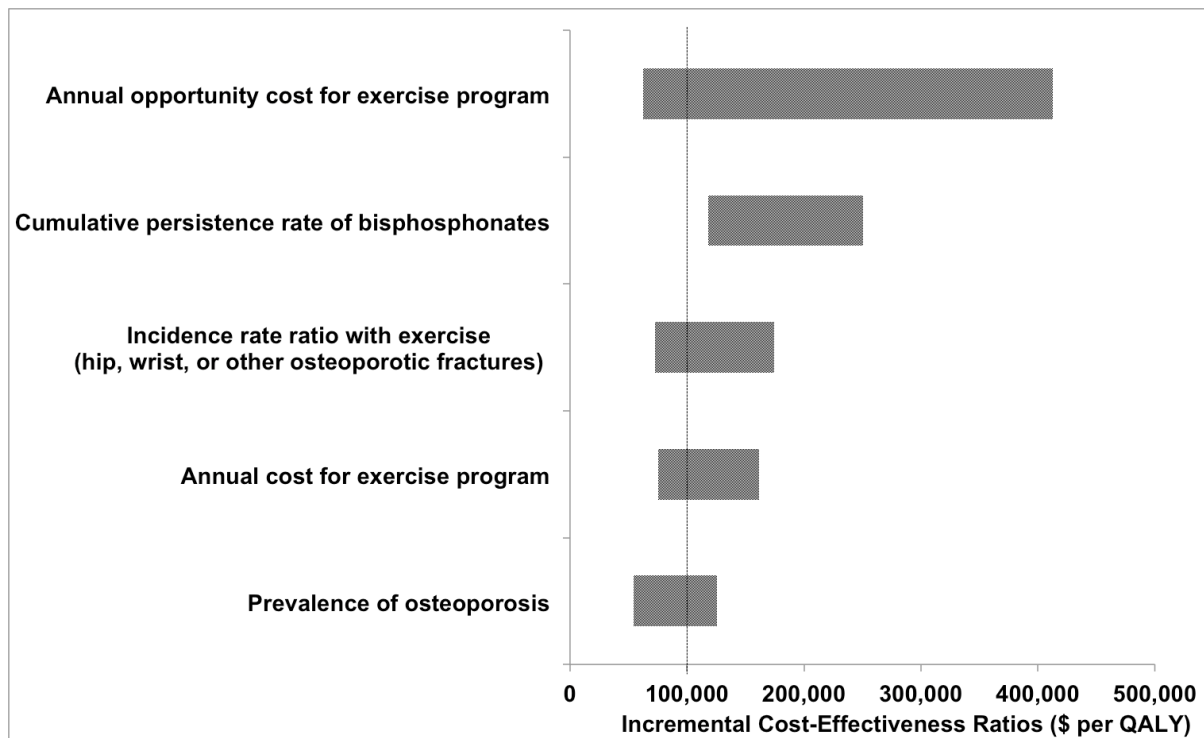 Annual opportunity cost for exercise program
Cumulative persistence rate of bisphosphonates
Incidence rate ratio with exercise
(hip, wrist, or other osteoporotic fractures)
Annual cost for exercise program
Prevalence of osteoporosis
0 100,000 200,000 300,000 400,000 500,000
Incremental Cost-Effectiveness Ratios ($ per QALY)